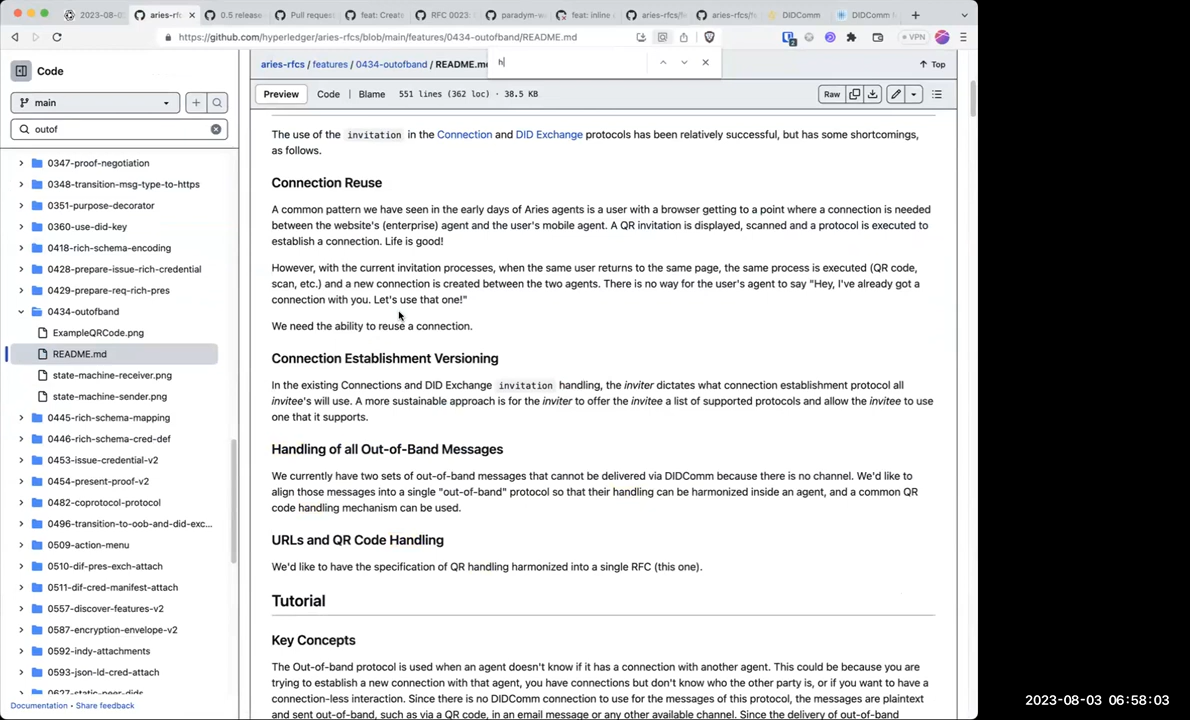 2023-08-0
aries-rfc
0.5 release
Pull reques
feat: Create
RFC 0023:
paradym-w
feat: inline
aries-rfcs/
aries-rfcs/
DIDComm
DIDComm
https://github.com/hyperledger/aries-rfcs/blob/main/features/0434-outofband/README.md
VPN
h
Code
main
outof
0347-proof-negotiation
0348-transition-msg-type-to-https
0351-purpose-decorator
0360-use-did-key
0418-rich-schema-encoding
0428-prepare-issue-rich-credential
0429-prepare-req-rich-pres
0434-outofband
ExampleQRCode.png
README.md
state-machine-receiver.png
state-machine-sender.png
0445-rich-schema-mapping
0446-rich-schema-cred-def
0453-issue-credential-v2
0454-present-proof-v2
0482-coprotocol-protocol
0496-transition-to-oob-and-did-exc...
0509-action-menu
0510-dif-pres-exch-attach
0511-dif-cred-manifest-attach
0557-discover-features-v2
0587-encryption-envelope-v2
0592-indy-attachments
0593-json-ld-cred-attach
0627-static-peer-dids
Documentation • Share feedback
aries-rfcs / features / 0434-outofband / README.m
Top
Preview Code Blame 551 lines (362 loc) · 38.5 KB
Raw
The use of the invitation in the Connection and DID Exchange protocols has been relatively successful, but has some shortcomings,
as follows.
Connection Reuse
A common pattern we have seen in the early days of Aries agents is a user with a browser getting to a point where a connection is needed
between the website's (enterprise) agent and the user's mobile agent. A QR invitation is displayed, scanned and a protocol is executed to
establish a connection. Life is good!
However, with the current invitation processes, when the same user returns to the same page, the same process is executed (QR code,
scan, etc.) and a new connection is created between the two agents. There is no way for the user's agent to say "Hey, I've already got a
connection with you. Let's use that one!"
We need the ability to reuse a connection.
Connection Establishment Versioning
In the existing Connections and DID Exchange invitation handling, the inviter dictates what connection establishment protocol all
invitee's will use. A more sustainable approach is for the inviter to offer the invitee a list of supported protocols and allow the invitee to use
one that it supports.
Handling of all Out-of-Band Messages
We currently have two sets of out-of-band messages that cannot be delivered via DIDComm because there is no channel. We'd like to
align those messages into a single "out-of-band" protocol so that their handling can be harmonized inside an agent, and a common QR
code handling mechanism can be used.
URLs and QR Code Handling
We'd like to have the specification of QR handling harmonized into a single RFC (this one).
Tutorial
Key Concepts
The Out-of-band protocol is used when an agent doesn't know if it has a connection with another agent. This could be because you are
trying to establish a new connection with that agent, you have connections but don't know who the other party is, or if you want to have a
connection-less interaction. Since there is no DIDComm connection to use for the messages of this protocol, the messages are plaintext
and sent out-of-band, such as via a QR code, in an email message or any other available channel. Since the delivery of out-of-band
2023-08-03 06:58:03